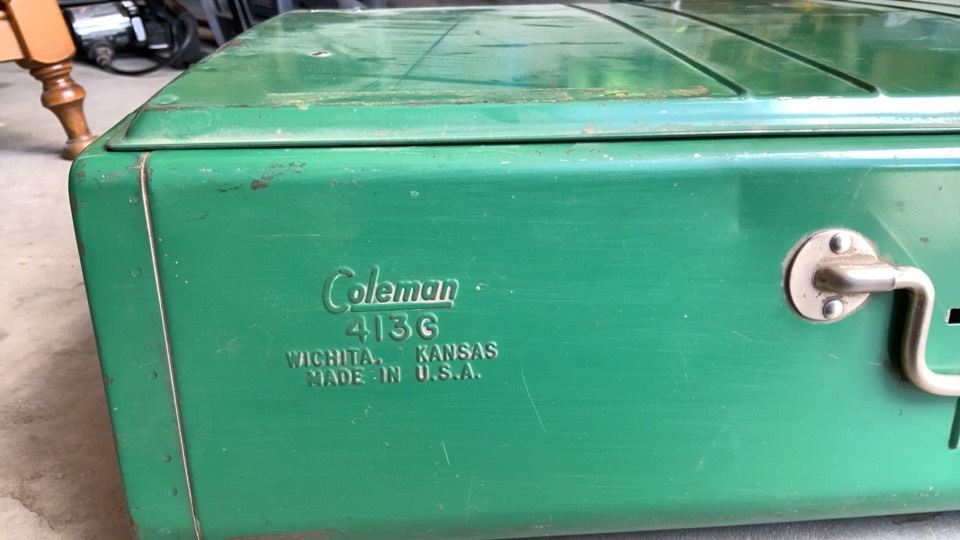 Coleman
413G
WICHITA, KANSAS
MADE IN U.S.A.